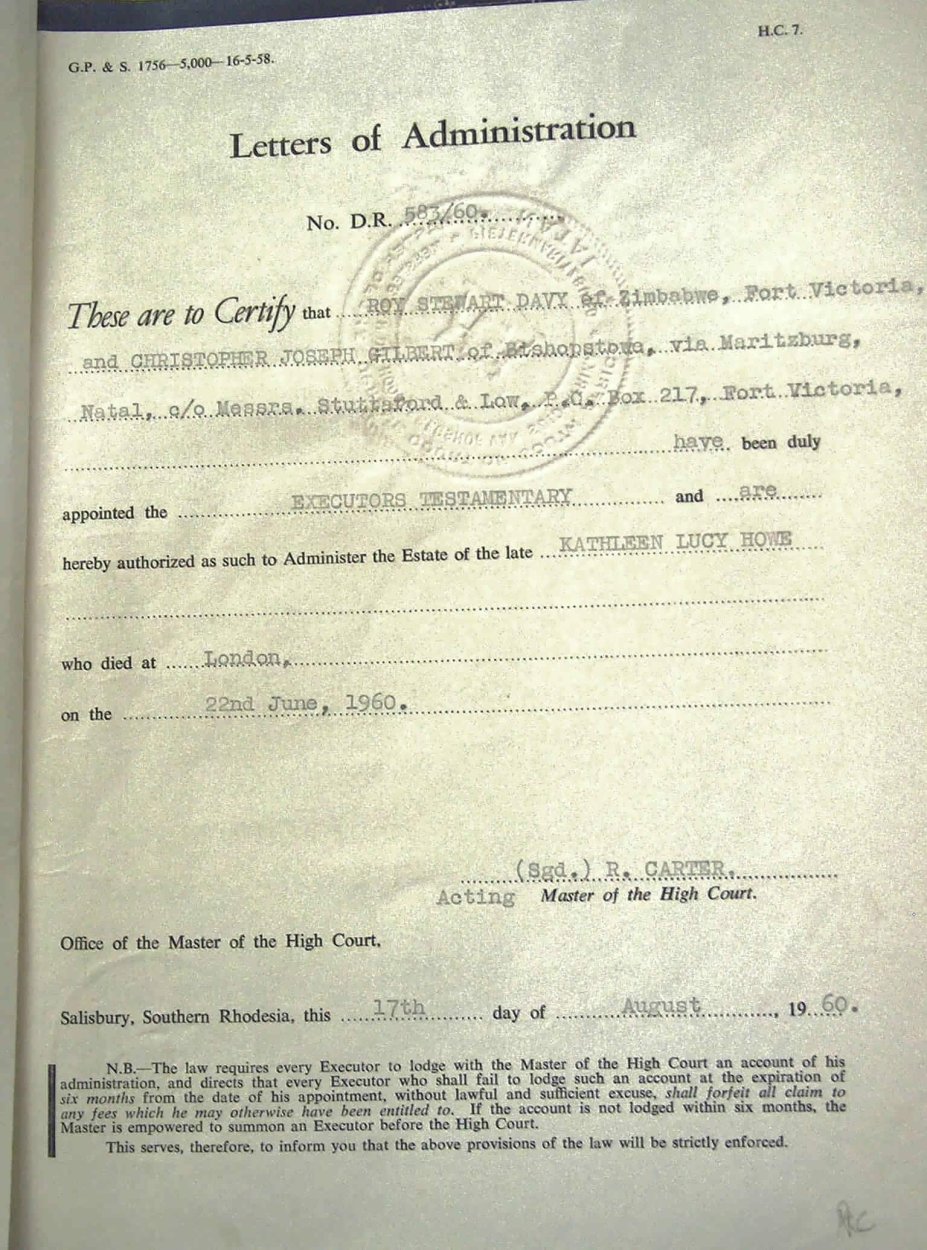 H.C. 7.
G.P. & S. 1756—5,000—16-5-58.
Letters of Administration
No. D.R. 583/60.
These are to Certify that ROY STEWART DAVY of Zimbabwe, Fort Victoria,
and CHRISTOPHER JOSEPH GILBERT of Bishopstowe, via Maritzburg,
Natal, c/o Messrs. Stuttaford & Low, P.O. Box 217, Fort Victoria,
have been duly
appointed the EXECUTORS TESTAMENTARY and are
hereby authorized as such to Administer the Estate of the late KATHLEEN LUCY HOWE
who died at London,
on the 22nd June, 1960.
(Sgd.) R. CARTER.
Acting Master of the High Court.
Office of the Master of the High Court,
Salisbury, Southern Rhodesia, this 17th day of August, 19 60.
N.B.—The law requires every Executor to lodge with the Master of the High Court an account of his
administration, and directs that every Executor who shall fail to lodge such an account at the expiration of
six months from the date of his appointment, without lawful and sufficient excuse, shall forfeit all claim to
any fees which he may otherwise have been entitled to. If the account is not lodged within six months, the
Master is empowered to summon an Executor before the High Court.
This serves, therefore, to inform you that the above provisions of the law will be strictly enforced.